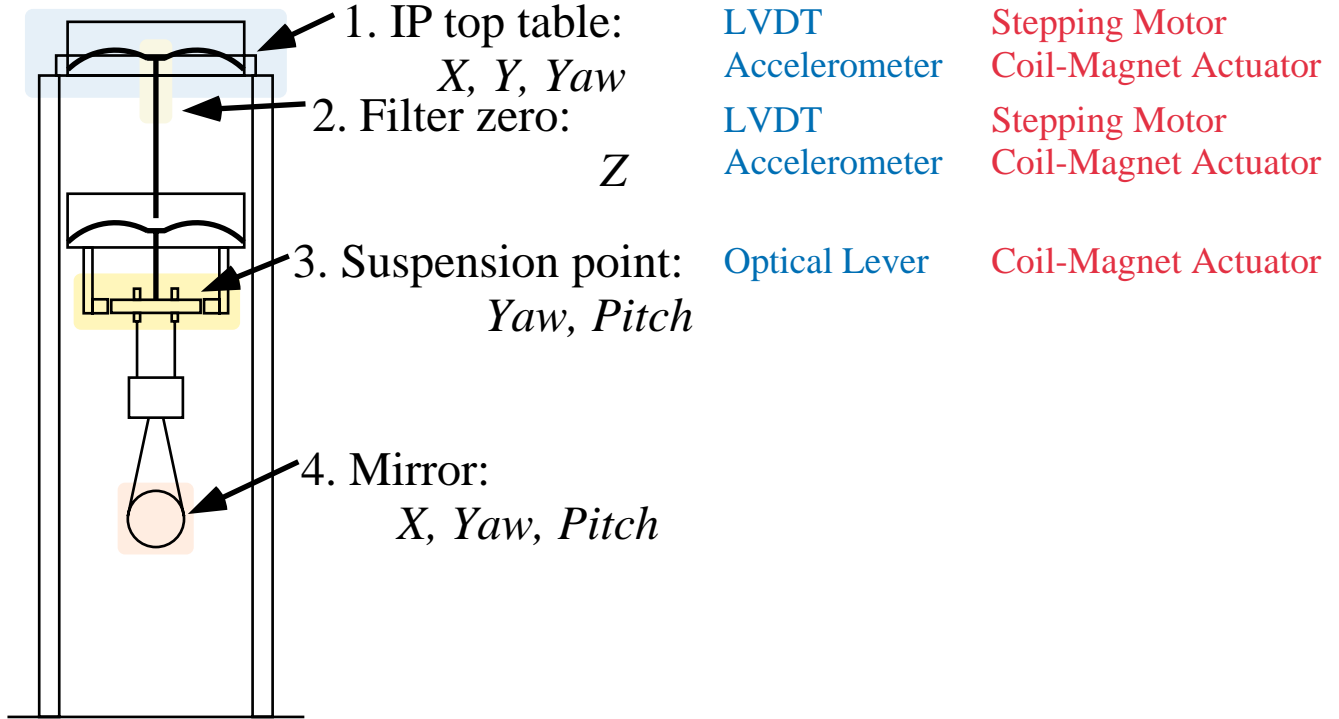 1. IP top table: LVDT Stepping Motor
X, Y, Yaw Accelerometer Coil-Magnet Actuator
2. Filter zero: LVDT Stepping Motor
Z Accelerometer Coil-Magnet Actuator
3. Suspension point: Optical Lever Coil-Magnet Actuator
Yaw, Pitch
4. Mirror:
X, Yaw, Pitch